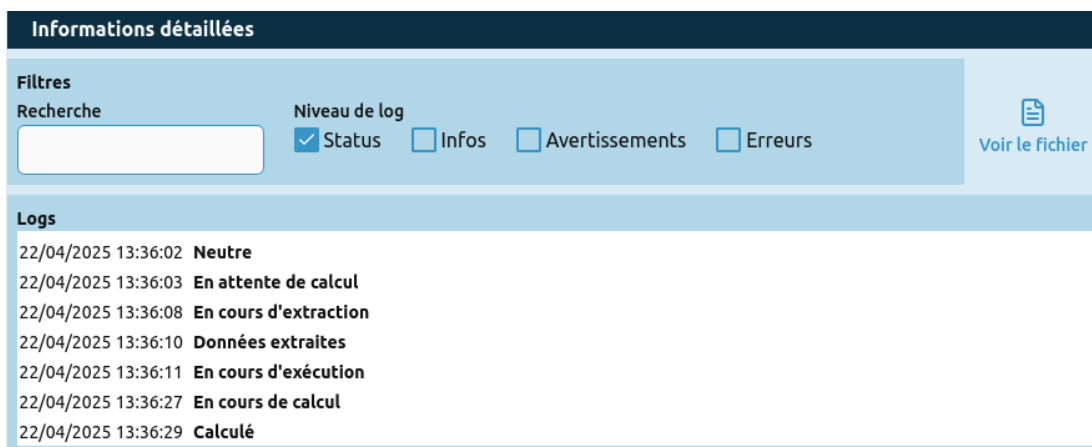 Informations détaillées
Filtres
Recherche
Niveau de log
Status Infos Avertissements Erreurs
Voir le fichier
Logs
22/04/2025 13:36:02 Neutre
22/04/2025 13:36:03 En attente de calcul
22/04/2025 13:36:08 En cours d'extraction
22/04/2025 13:36:10 Données extraites
22/04/2025 13:36:11 En cours d'exécution
22/04/2025 13:36:27 En cours de calcul
22/04/2025 13:36:29 Calculé